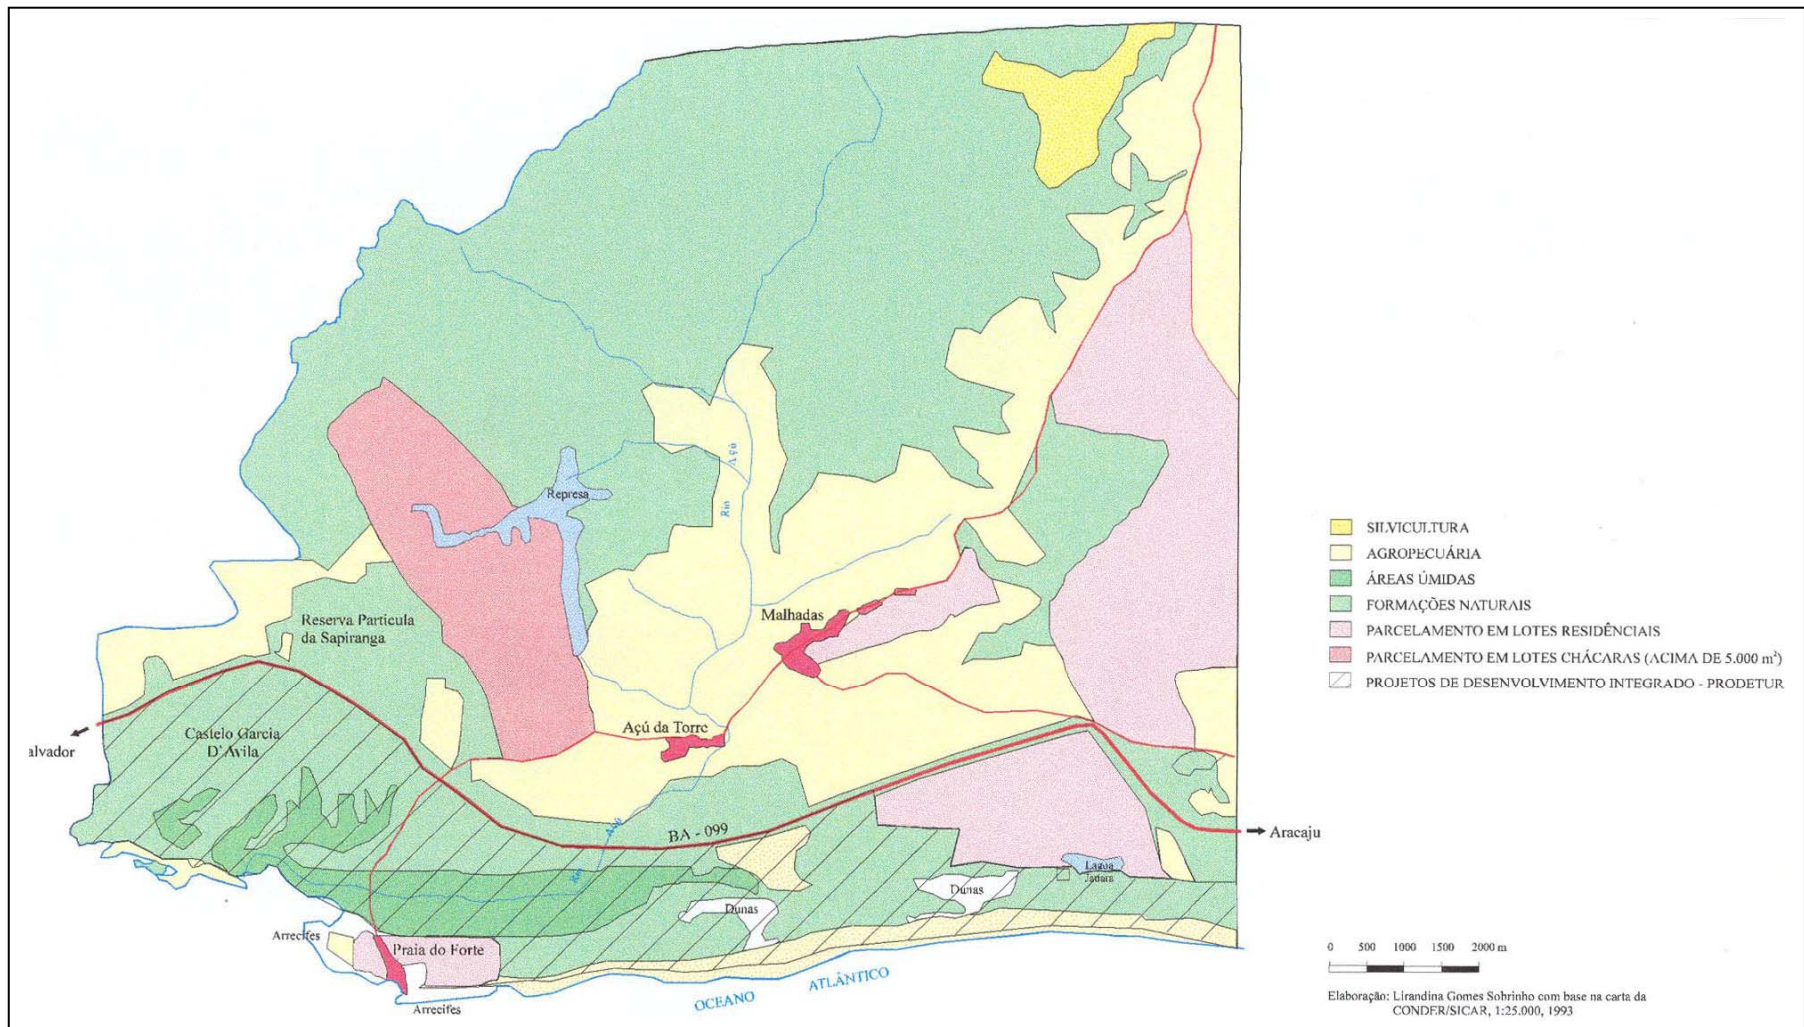 Represa
Rio
Açú
Reserva Particula
da Sapiranga
Malhadas
Castelo Garcia
D'Avila
Açú da Torre
alvador
BA - 099
Rio
Açú
Aracaju
Lagoa
Dunas
Dunas
Arrecifes
Praia do Forte
Arrecifes
OCEANO ATLÂNTICO
SILVICULTURA
AGROPECUÁRIA
ÁREAS ÚMIDAS
FORMAÇÕES NATURAIS
PARCELAMENTO EM LOTES RESIDÊNCIAIS
PARCELAMENTO EM LOTES CHÁCARAS (ACIMA DE 5.000 m²)
PROJETOS DE DESENVOLVIMENTO INTEGRADO - PRODETUR
0 500 1000 1500 2000 m
Elaboração: Lirandina Gomes Sobrinho com base na carta da
CONDER/SICAR, 1:25.000, 1993